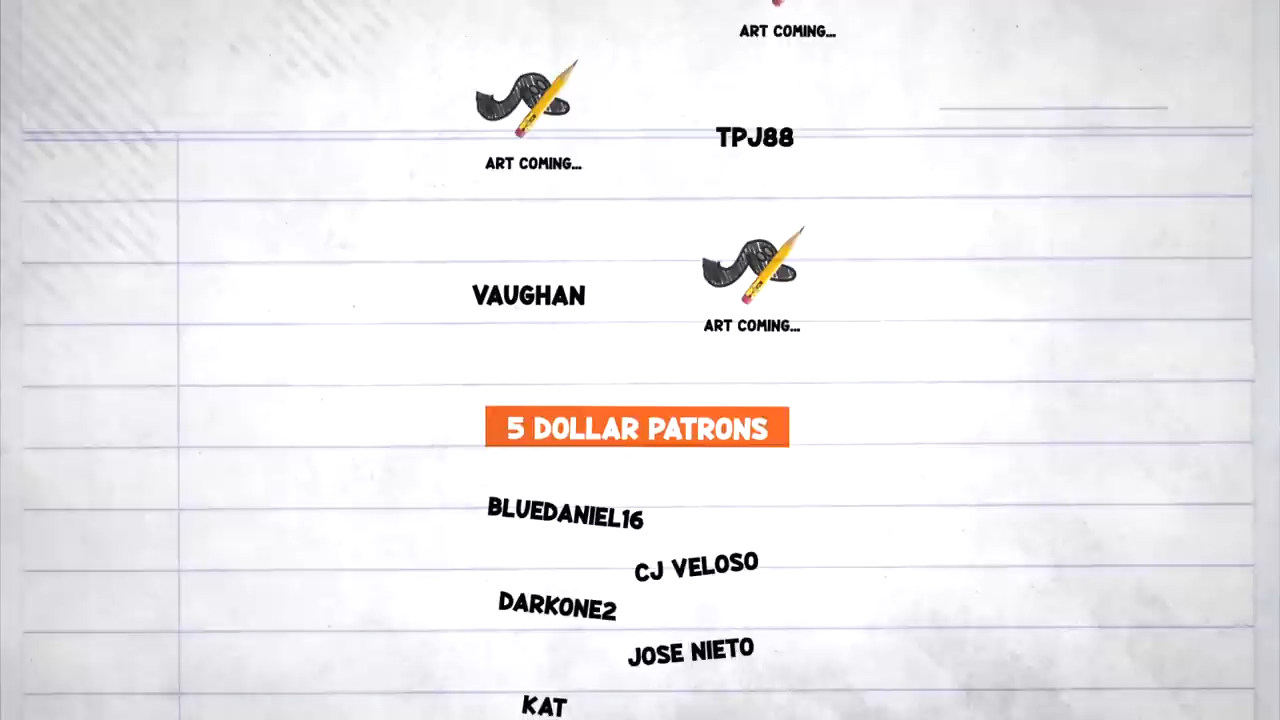 ART COMING...
ART COMING...
TPJ88
VAUGHAN
ART COMING...
5 DOLLAR PATRONS
BLUEDANIEL16
CJ VELOSO
DARKONE2
JOSE NIETO
KAT